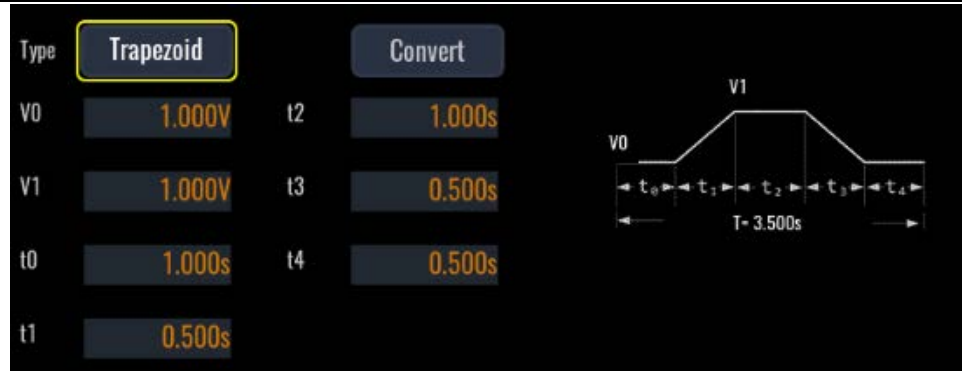 Type Trapezoid Convert
V0 1.000V t2 1.000s
V1 1.000V t3 0.500s
t0 1.000s t4 0.500s
t1 0.500s
V1
V0
t₀ t₁ t₂ t₃ t₄
T= 3.500s